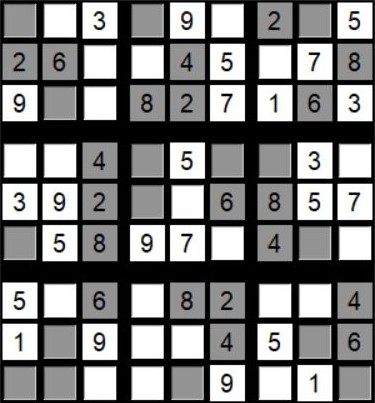 3 9 2 5
2 6 4 5 7 8
9 8 2 7 1 6 3
4 5 3
3 9 2 6 8 5 7
5 8 9 7 4
5 6 8 2 4
1 9 4 5 6
9 1